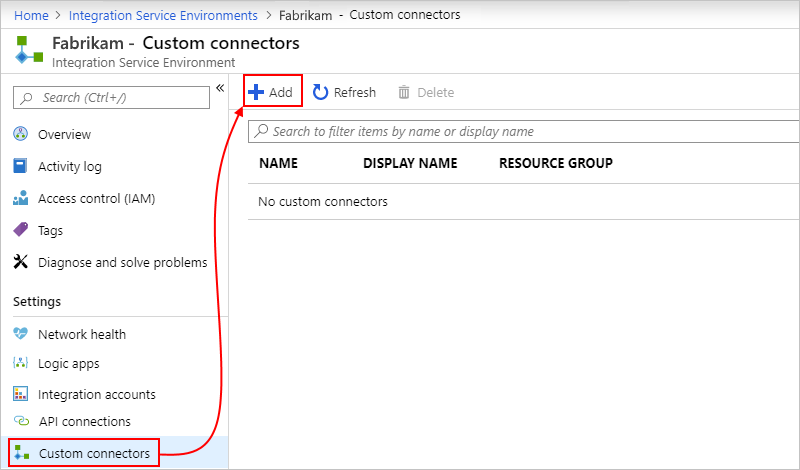 Home > Integration Service Environments > Fabrikam - Custom connectors
Fabrikam - Custom connectors
Integration Service Environment
Search (Ctrl+/)
«
Overview
Activity log
Access control (IAM)
Tags
Diagnose and solve problems
Settings
Network health
Logic apps
Integration accounts
API connections
Custom connectors
Add Refresh Delete
Search to filter items by name or display name
NAME DISPLAY NAME RESOURCE GROUP
No custom connectors